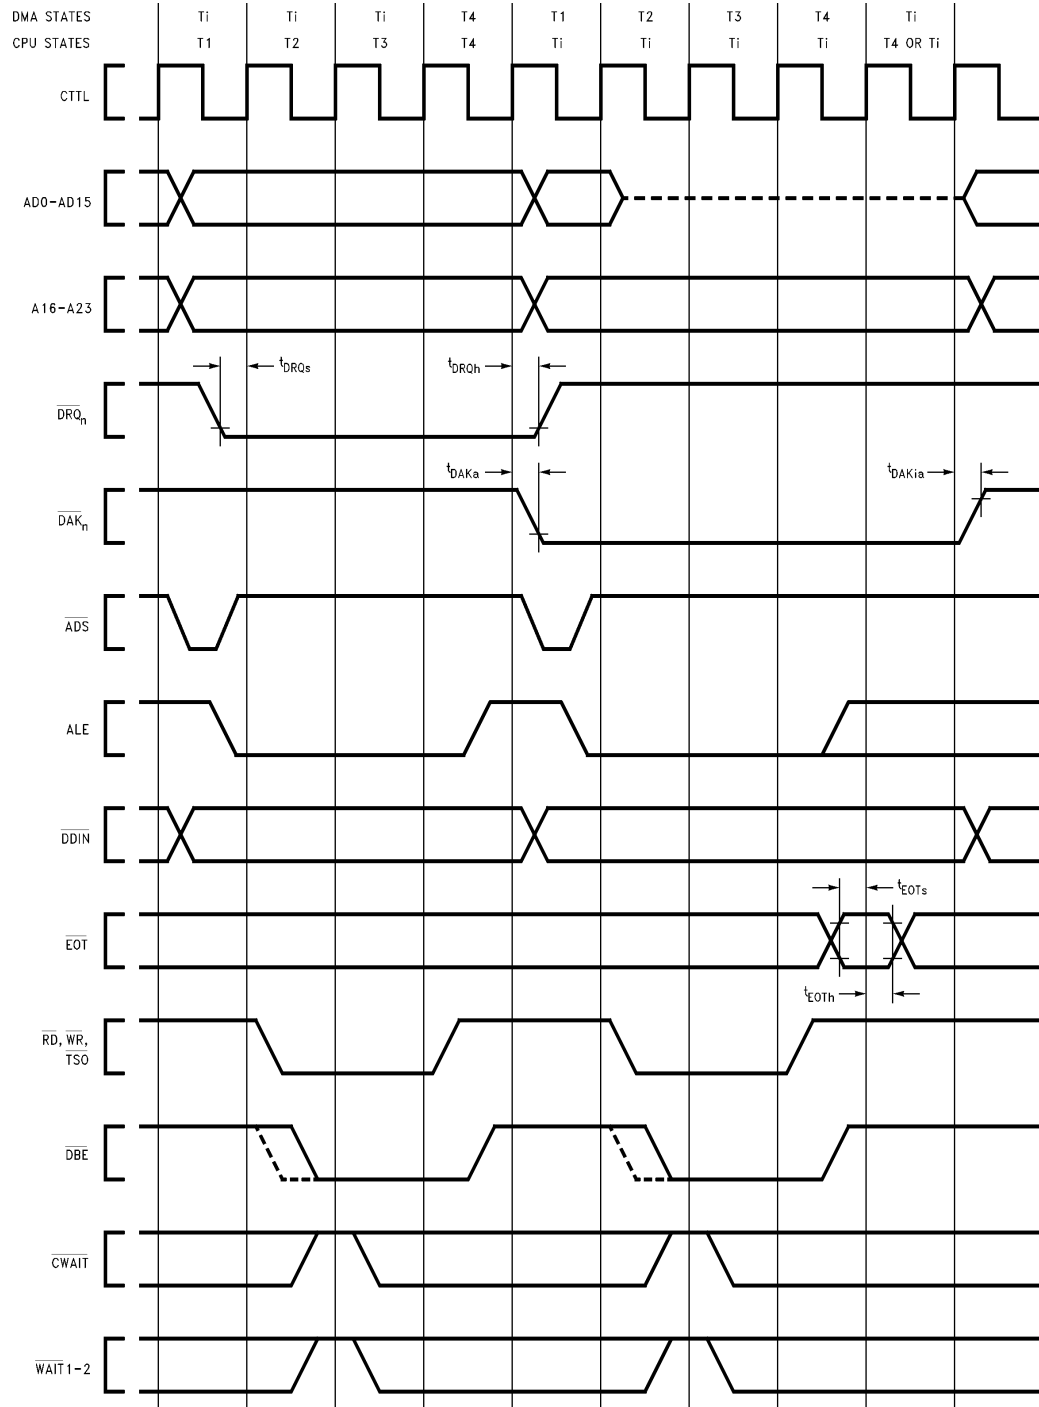 DMA STATES Ti Ti Ti T4 T1 T2 T3 T4 Ti
CPU STATES T1 T2 T3 T4 Ti Ti Ti Ti T4 OR Ti
CTTL
AD0-AD15
A16-A23
tDRQs tDRQh
DRQn
tDAKa tDAKia
DAKn
ADS
ALE
DDIN
tEOTs
EOT
tEOTh
RD, WR,
TSO
DBE
CWAIT
WAIT1-2